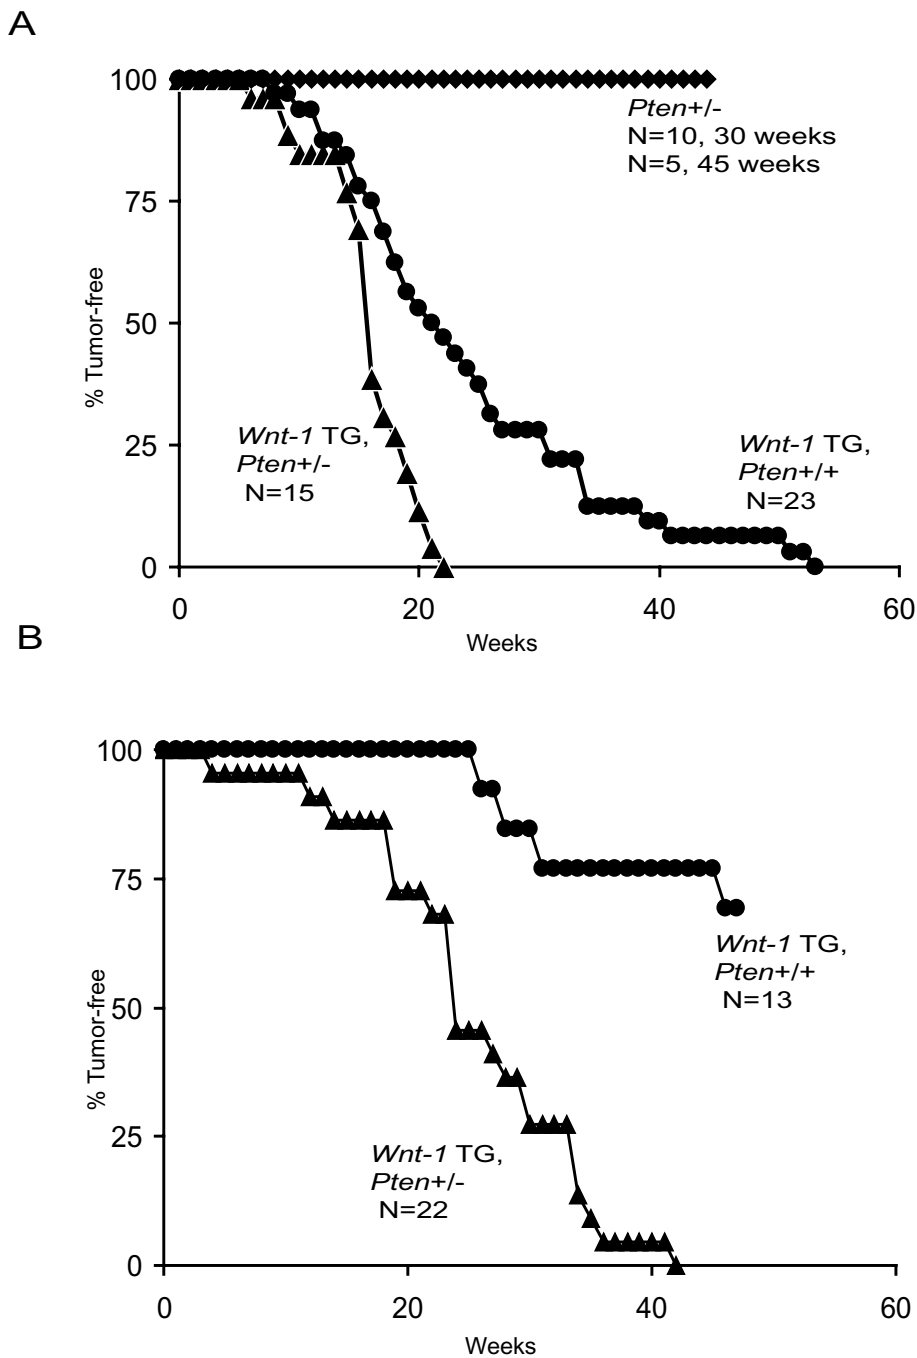 A
100
75
50
25
0
% Tumor-free
Pten+/-
N=10, 30 weeks
N=5, 45 weeks
Wnt-1 TG,
Pten+/-
N=15
Wnt-1 TG,
Pten+/+
N=23
0 20 40 60
Weeks
B
100
75
50
25
0
% Tumor-free
Wnt-1 TG,
Pten+/+
N=13
Wnt-1 TG,
Pten+/-
N=22
0 20 40 60
Weeks